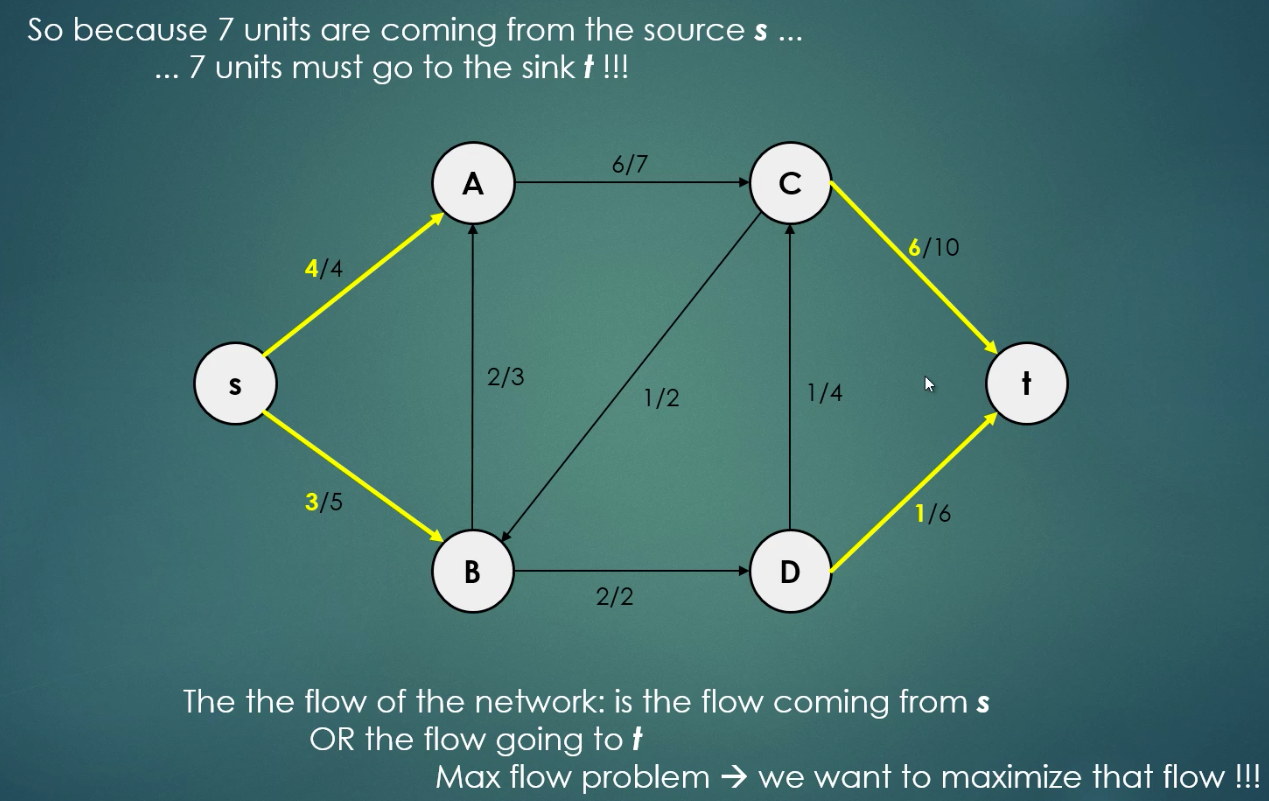 So because 7 units are coming from the source s ...
... 7 units must go to the sink t !!!
6/7
A
C
4/4
6/10
2/3
1/2
1/4
s
t
3/5
1/6
B
D
2/2
The the flow of the network: is the flow coming from s
OR the flow going to t
Max flow problem → we want to maximize that flow !!!